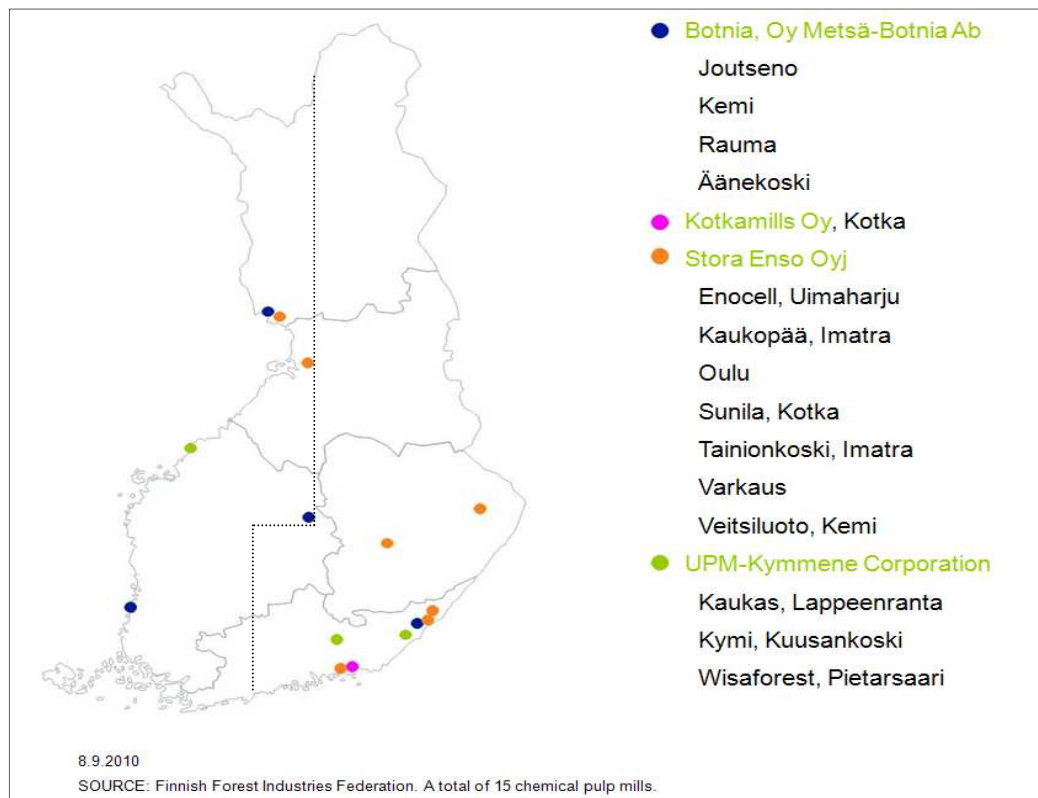 Botnia, Oy Metsä-Botnia Ab
Joutseno
Kemi
Rauma
Äänekoski
Kotkamills Oy, Kotka
Stora Enso Oyj
Enocell, Uimaharju
Kaukopää, Imatra
Oulu
Sunila, Kotka
Tainionkoski, Imatra
Varkaus
Veitsiluoto, Kemi
UPM-Kymmene Corporation
Kaukas, Lappeenranta
Kymi, Kuusankoski
Wisaforest, Pietarsaari
8.9.2010
SOURCE: Finnish Forest Industries Federation. A total of 15 chemical pulp mills.